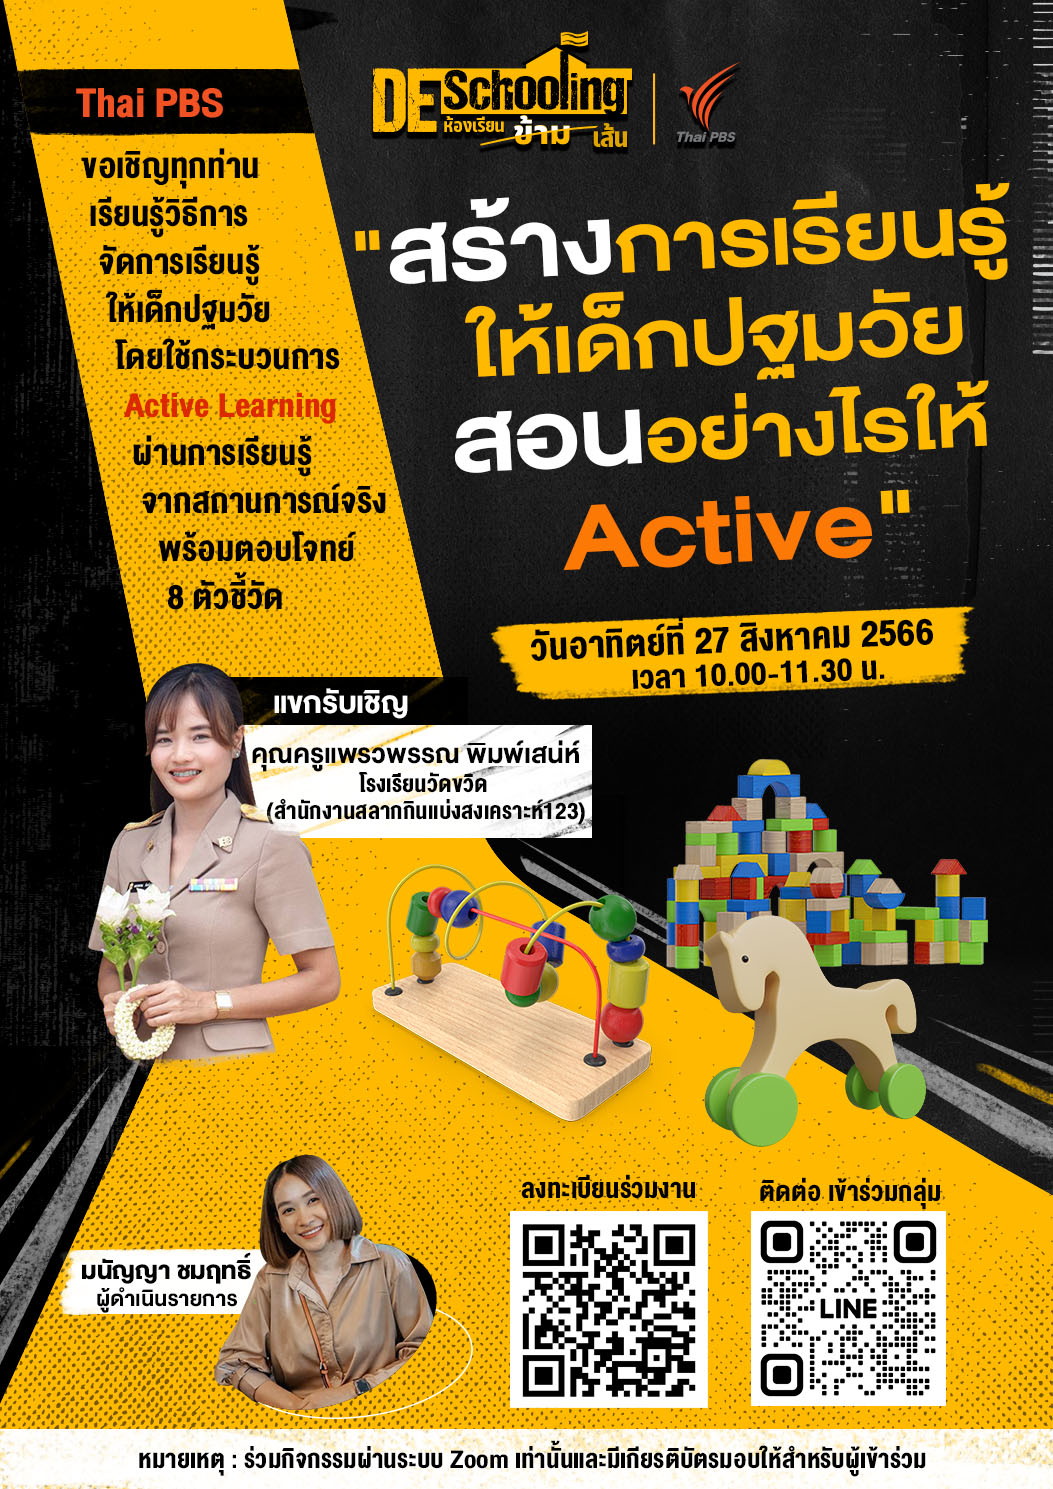 Thai PBS
ขอเชิญทุกท่าน
เรียนรู้วิธีการ
จัดการเรียนรู้
ให้เด็กปฐมวัย
โดยใช้กระบวนการ
Active Learning
ผ่านการเรียนรู้
จากสถานการณ์จริง
พร้อมตอบโจทย์
8 ตัวชี้วัด
DESchooling
ห้องเรียน ข้าม เส้น
Thai PBS
"สร้างการเรียนรู้
ให้เด็กปฐมวัย
สอนอย่างไรให้
Active"
วันอาทิตย์ที่ 27 สิงหาคม 2566
เวลา 10.00-11.30 น.
แขกรับเชิญ
คุณครูแพรวพรรณ พิมพ์เสน่ห์
โรงเรียนวัดขวิด
(สำนักงานสลากกินแบ่งสงเคราะห์123)
มนัญญา ชมฤทธิ์
ผู้ดำเนินรายการ
ลงทะเบียนร่วมงาน
ติดต่อ เข้าร่วมกลุ่ม
LINE
หมายเหตุ : ร่วมกิจกรรมผ่านระบบ Zoom เท่านั้นและมีเกียรติบัตรมอบให้สำหรับผู้เข้าร่วม